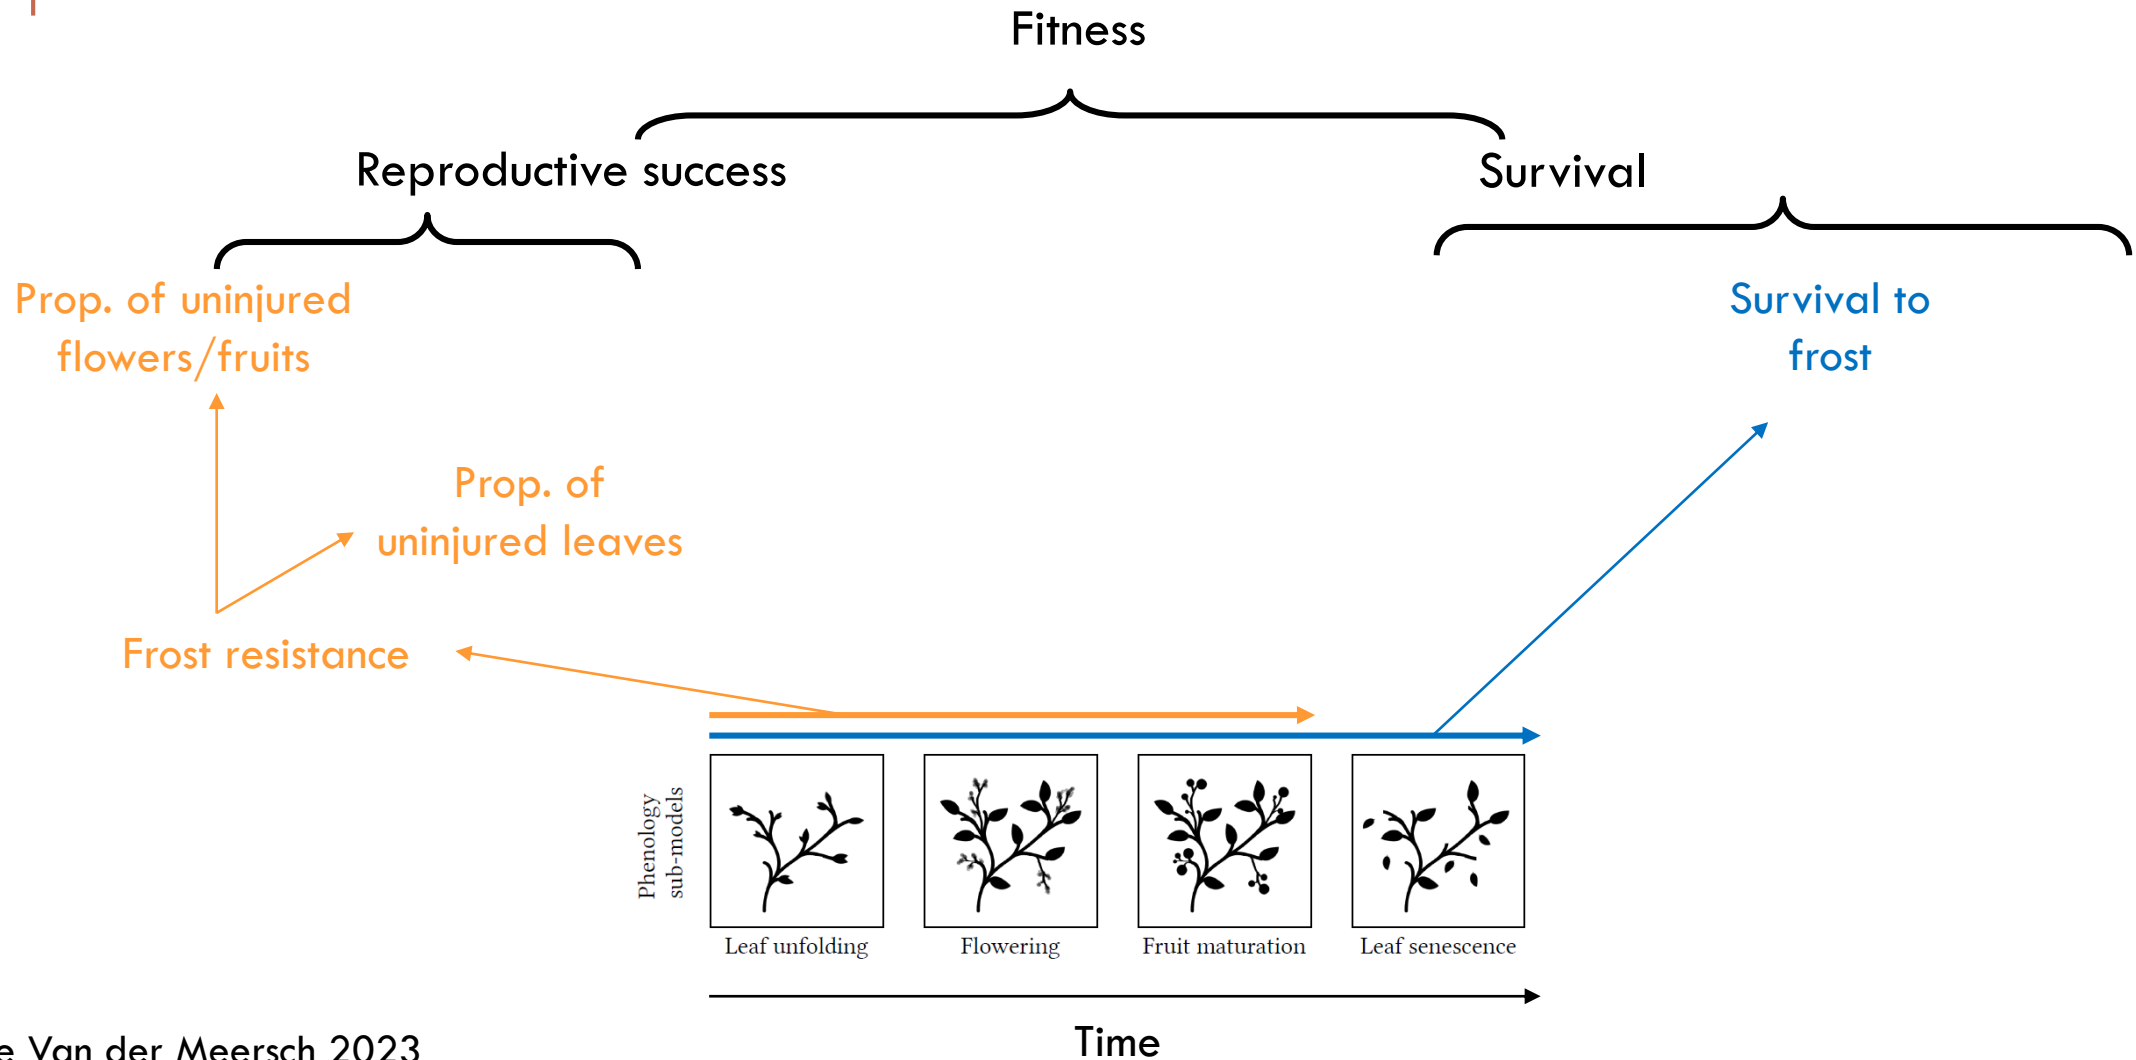 Fitness
Reproductive success
Survival
Prop. of uninjured
flowers/fruits
Survival to
frost
Prop. of
uninjured leaves
Frost resistance
Phenology
sub-models
Leaf unfolding
Flowering
Fruit maturation
Leaf senescence
Time
Van der Meersch 2023